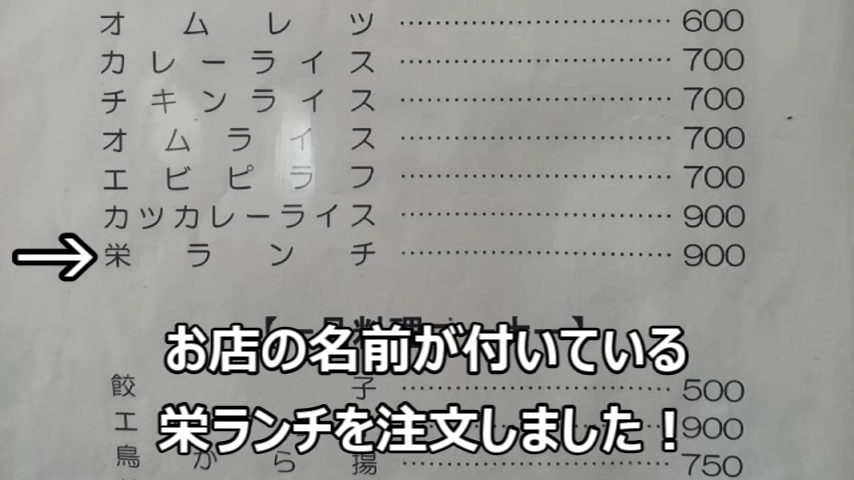 オムレツ 600
カレーライス 700
チキンライス 700
オムライス 700
エビピラフ 700
カツカレーライス 900
栄ランチ 900
お店の名前が付いている
餃子 500
栄ランチを注文しました！
900
鳥から揚 750